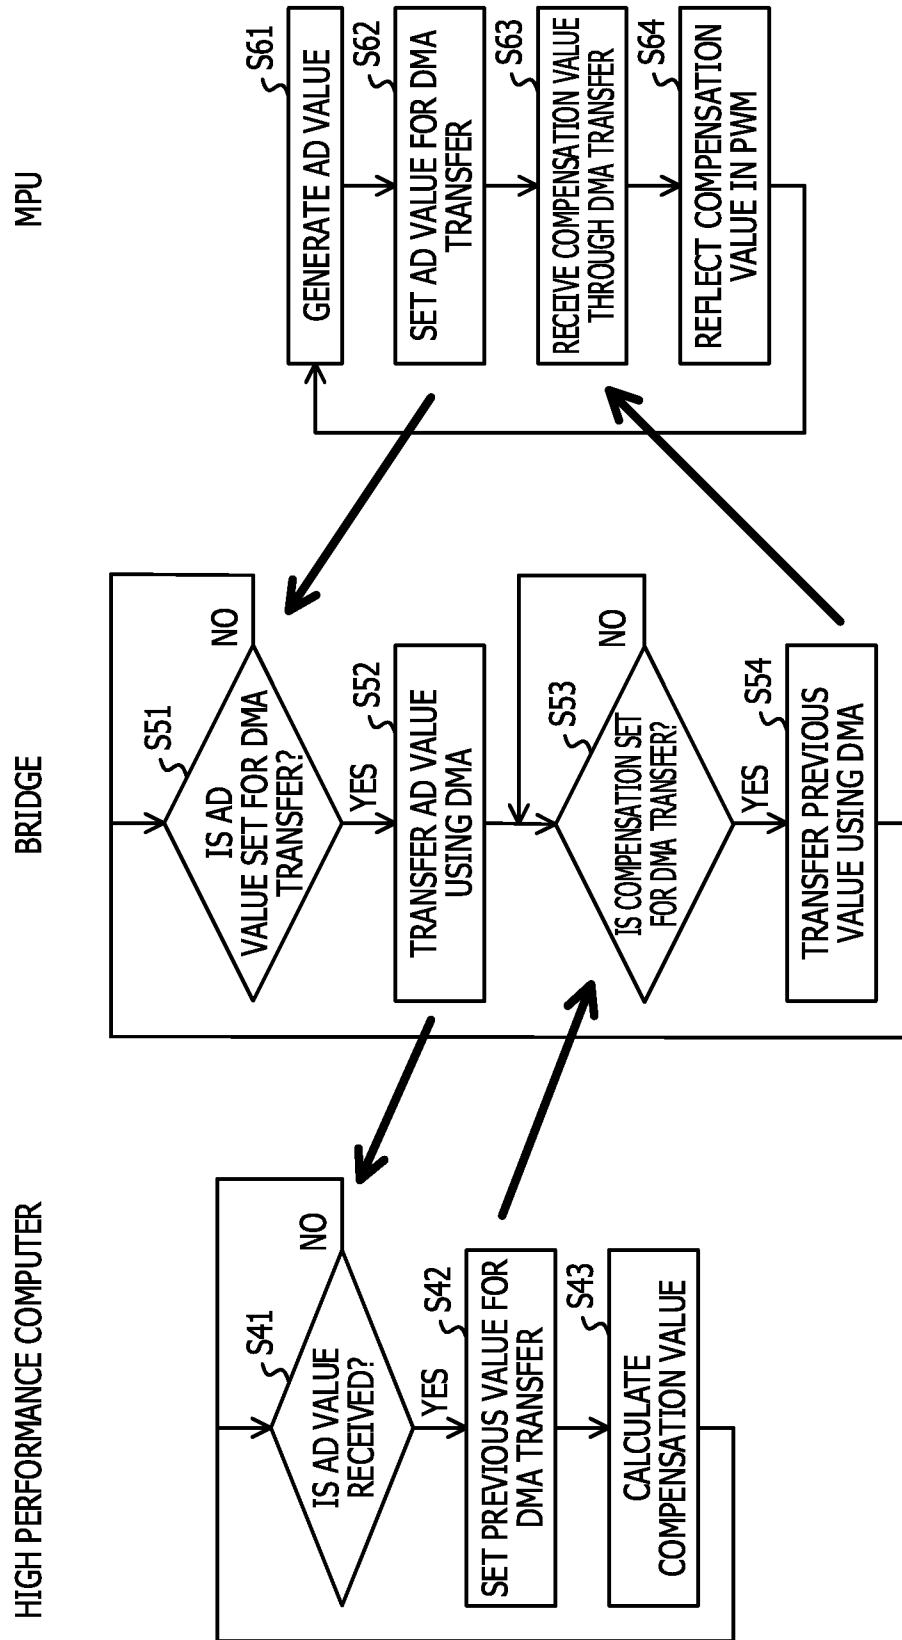 HIGH PERFORMANCE COMPUTER
S41
IS AD VALUE
RECEIVED?
NO
YES
S42
SET PREVIOUS VALUE FOR
DMA TRANSFER
S43
CALCULATE
COMPENSATION VALUE
BRIDGE
S51
IS AD
VALUE SET FOR DMA
TRANSFER?
NO
YES
S52
TRANSFER AD VALUE
USING DMA
S53
IS COMPENSATION SET
FOR DMA TRANSFER?
NO
YES
S54
TRANSFER PREVIOUS
VALUE USING DMA
MPU
S61
GENERATE AD VALUE
S62
SET AD VALUE FOR DMA
TRANSFER
S63
RECEIVE COMPENSATION VALUE
THROUGH DMA TRANSFER
S64
REFLECT COMPENSATION
VALUE IN PWM